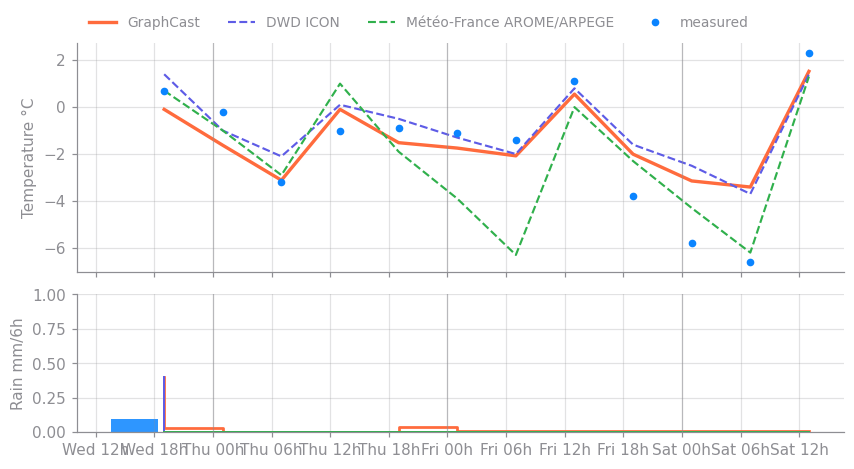 GraphCast DWD ICON Météo-France AROME/ARPEGE measured
Temperature °C
2
0
−2
−4
−6
Rain mm/6h
1.00
0.75
0.50
0.25
0.00
Wed 12h Wed 18h Thu 00h Thu 06h Thu 12h Thu 18h Fri 00h Fri 06h Fri 12h Fri 18h Sat 00h Sat 06h Sat 12h